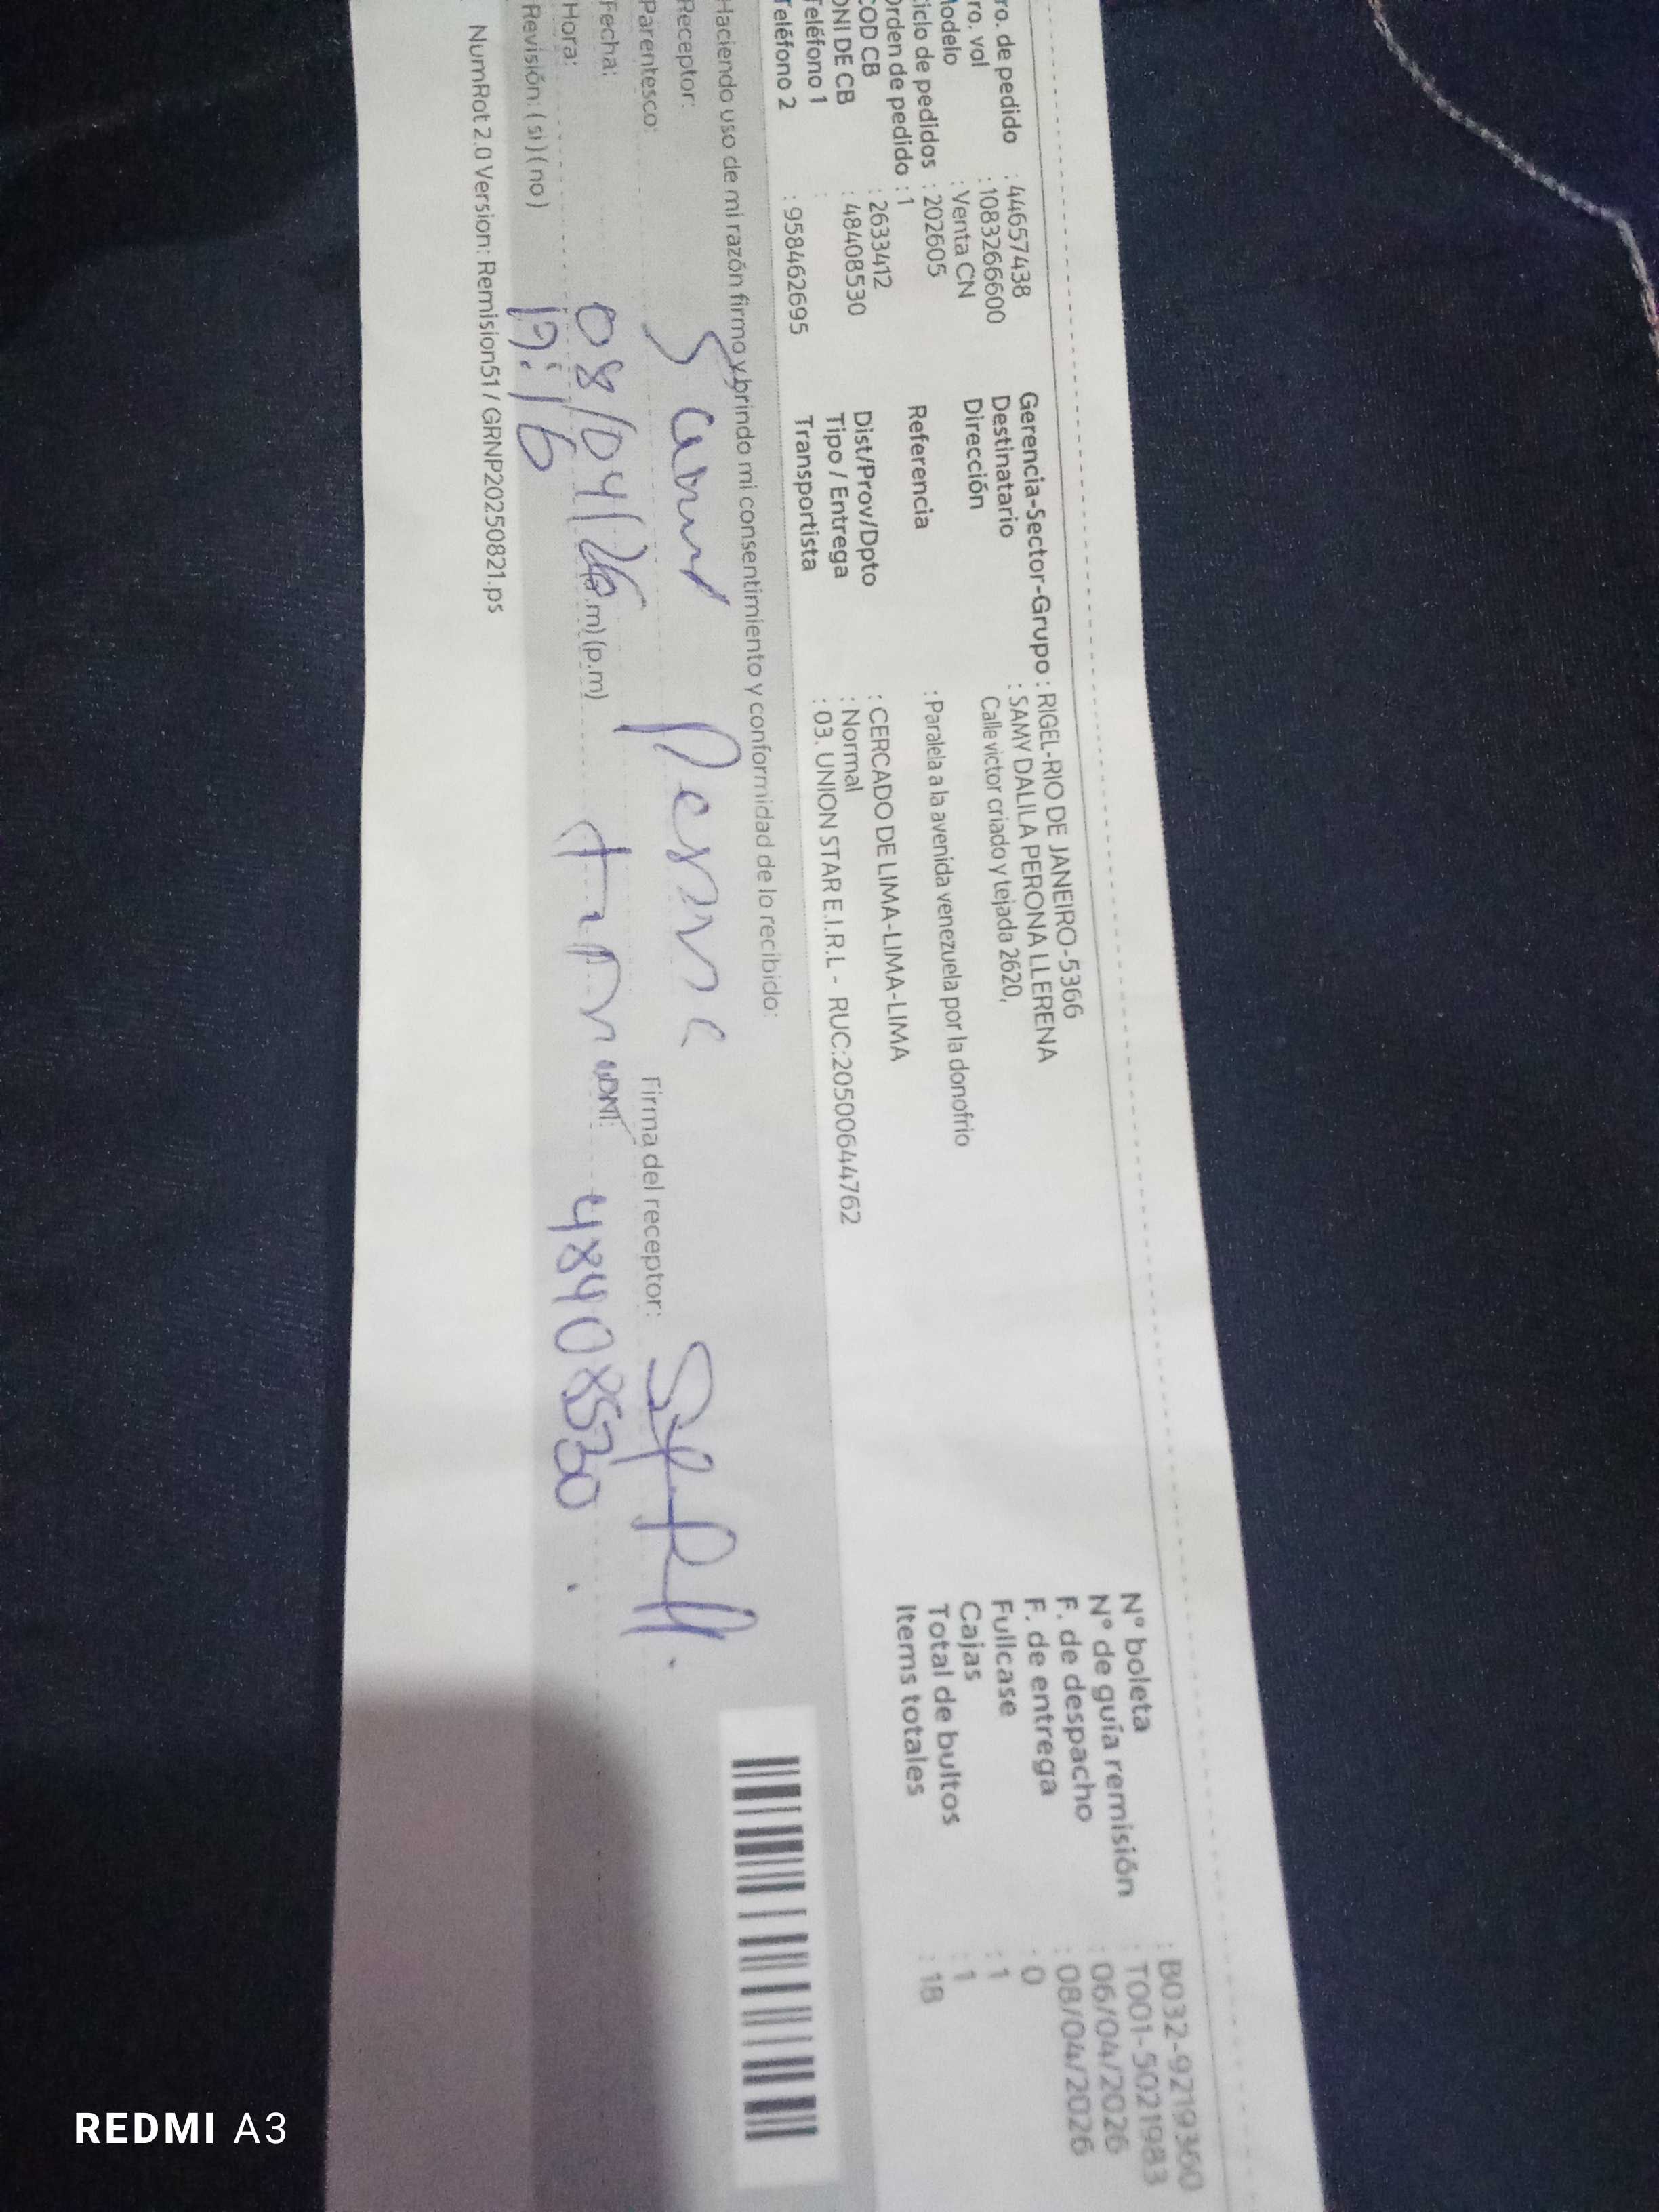 ro. de pedido : 44657438
ro. vol : 1083266600
odelo : Venta CN
iclo de pedidos : 202605
rden de pedido : 1
COD CB : 2633412
DNI DE CB : 48408530
Teléfono 1 :
Teléfono 2 : 958462695
Gerencia-Sector-Grupo : RIGEL-RIO DE JANEIRO-5366
Destinatario : SAMY DALILA PERONA LLERENA
Dirección Calle victor criado y tejada 2620,
Referencia : Paralela a la avenida venezuela por la donofrio
Dist/Prov/Dpto : CERCADO DE LIMA-LIMA-LIMA
Tipo / Entrega : Normal
Transportista : 03. UNION STAR E.I.R.L - RUC:20500644762
N° boleta : B032-9219360
N° de guía remisión : T001-5021983
F. de despacho : 06/04/2026
F. de entrega : 08/04/2026
Fullcase : 0
Cajas : 1
Total de bultos : 1
Items totales : 18
Haciendo uso de mi razón firmo y brindo mi consentimiento y conformidad de lo recibido:
Receptor: Perona
Parentesco: Firma del receptor:
Fecha: 08/04/26 DNI: 48408530
Hora: 19:16 .m) (p.m)
Revisión: ( si ) ( no )
NumRot 2.0 Version: Remision51 / GRNP20250821.ps
REDMI A3